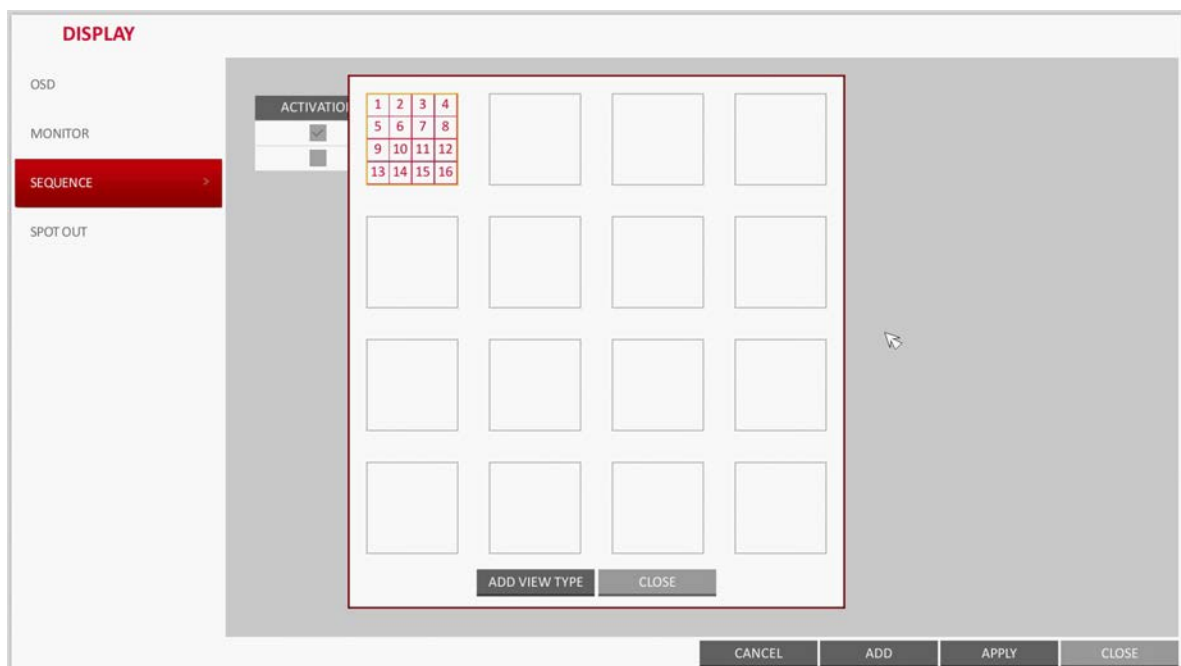 DISPLAY
OSD
MONITOR
SEQUENCE >
SPOT OUT
ACTIVATIO
1 2 3 4
5 6 7 8
9 10 11 12
13 14 15 16
ADD VIEW TYPE CLOSE
CANCEL ADD APPLY CLOSE